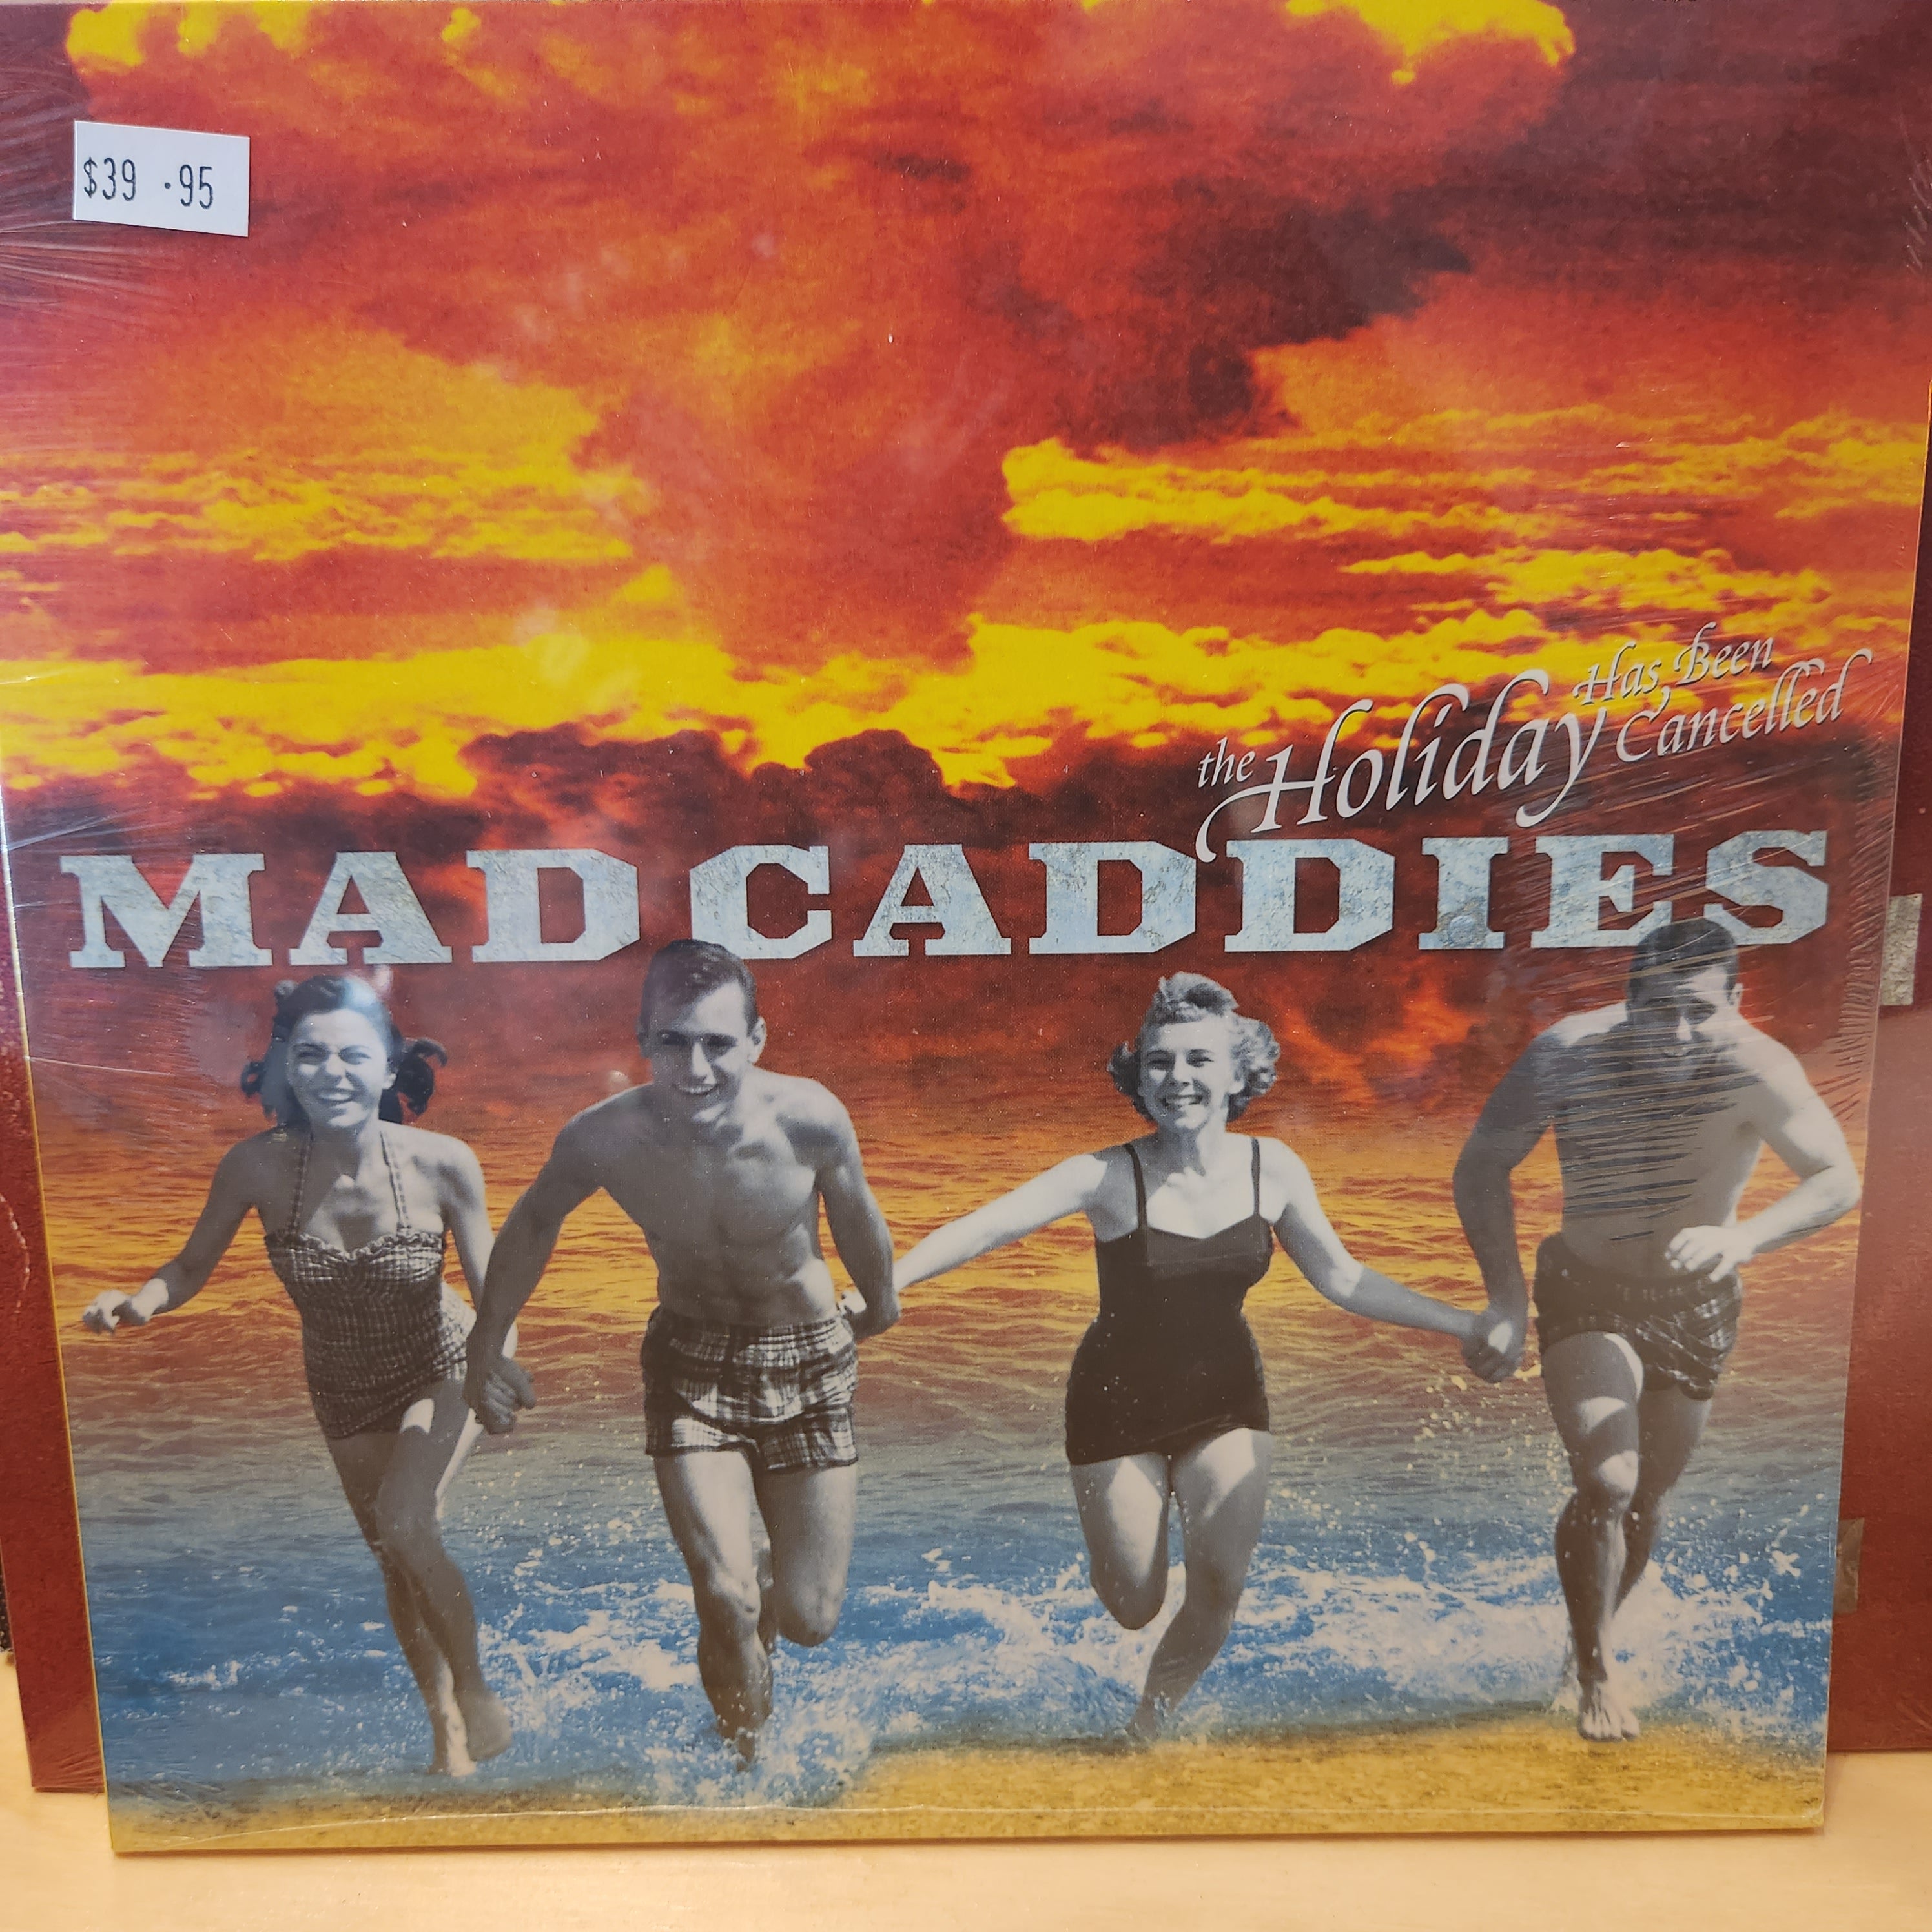 $39 .95
the Holiday Has Been
Cancelled
MAD CADDIES